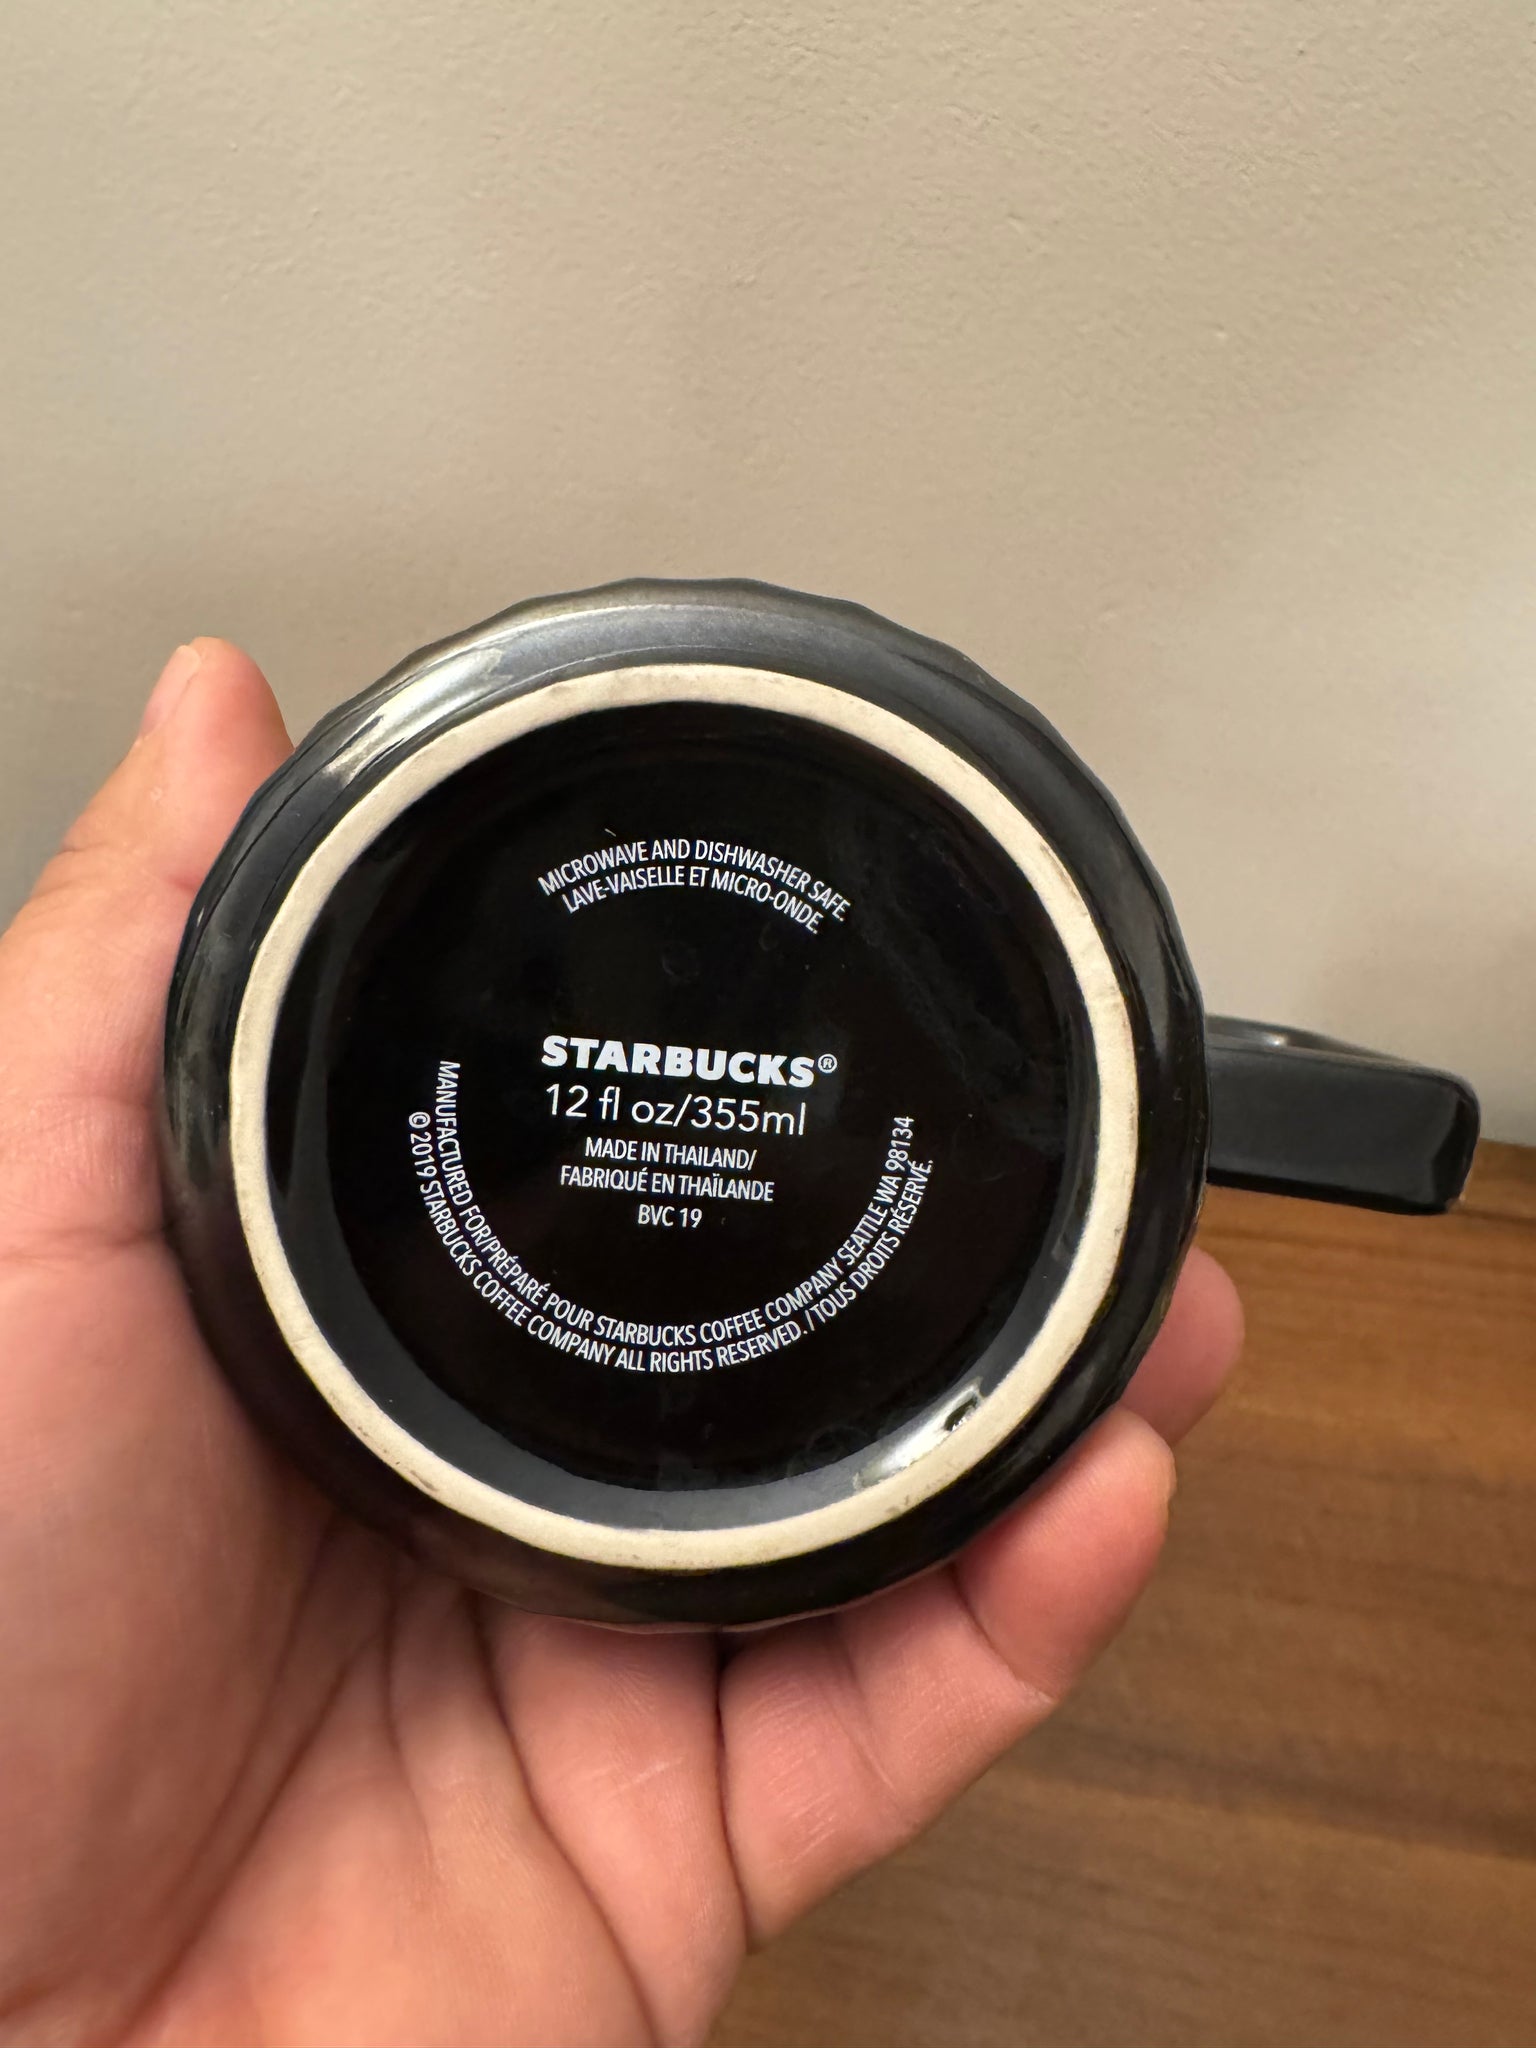 MICROWAVE AND DISHWASHER SAFE.
LAVE-VAISELLE ET MICRO-ONDE.
STARBUCKS®
12 fl oz/355ml
MADE IN THAILAND/
FABRIQUÉ EN THAÏLANDE
BVC 19
MANUFACTURED FOR/PRÉPARÉ POUR STARBUCKS COFFEE COMPANY SEATTLE WA 98134
©2019 STARBUCKS COFFEE COMPANY ALL RIGHTS RESERVED. / TOUS DROITS RÉSERVÉ.